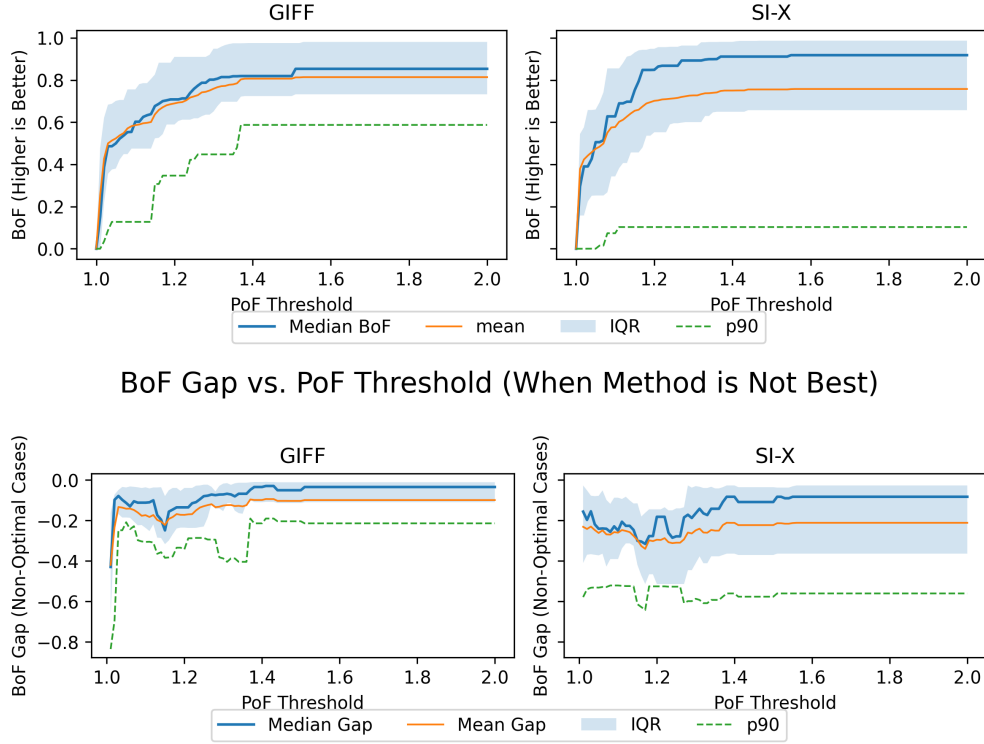 GIFF
SI-X
BoF (Higher is Better)
1.0
0.8
0.6
0.4
0.2
0.0
1.0 1.2 1.4 1.6 1.8 2.0
PoF Threshold
BoF (Higher is Better)
1.0 1.2 1.4 1.6 1.8 2.0
PoF Threshold
Median BoF mean IQR p90
BoF Gap vs. PoF Threshold (When Method is Not Best)
GIFF
SI-X
BoF Gap (Non-Optimal Cases)
−0.0
−0.2
−0.4
−0.6
−0.8
1.0 1.2 1.4 1.6 1.8 2.0
PoF Threshold
BoF Gap (Non-Optimal Cases)
1.0 1.2 1.4 1.6 1.8 2.0
PoF Threshold
Median Gap Mean Gap IQR p90